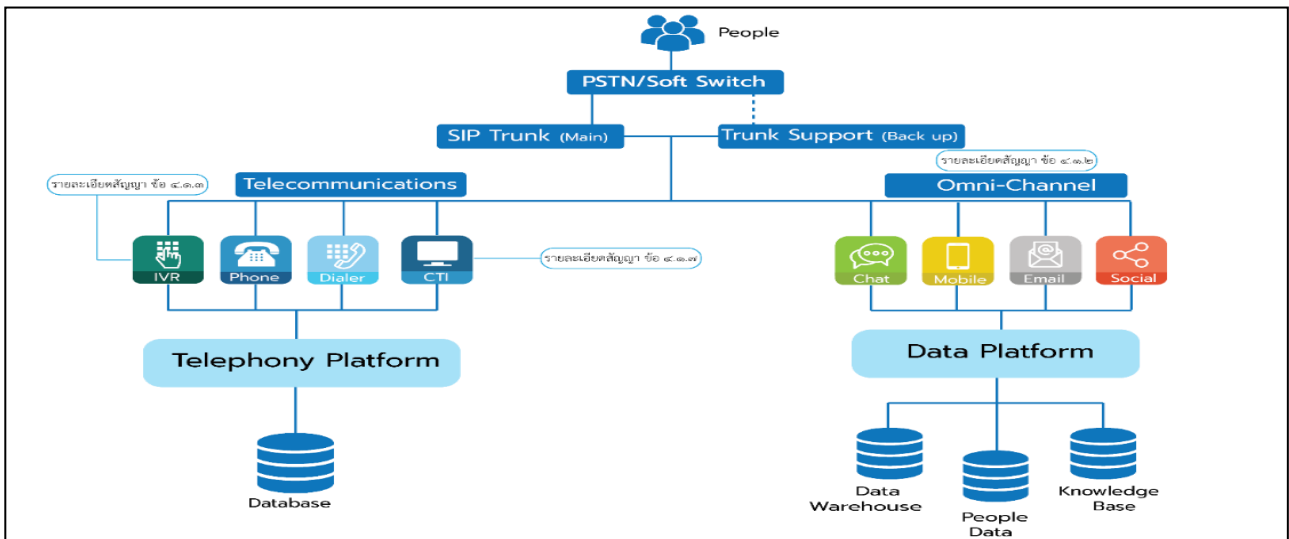 People
PSTN/Soft Switch
SIP Trunk (Main)
Trunk Support (Back up)
รายละเอียดสัญญา ข้อ ๔.๑.๒
รายละเอียดสัญญา ข้อ ๔.๑.๓
Telecommunications
Omni-Channel
IVR
Phone
Dialer
CTI
รายละเอียดสัญญา ข้อ ๔.๑.๗
Chat
Mobile
Email
Social
Telephony Platform
Data Platform
Database
Data
Warehouse
People
Data
Knowledge
Base